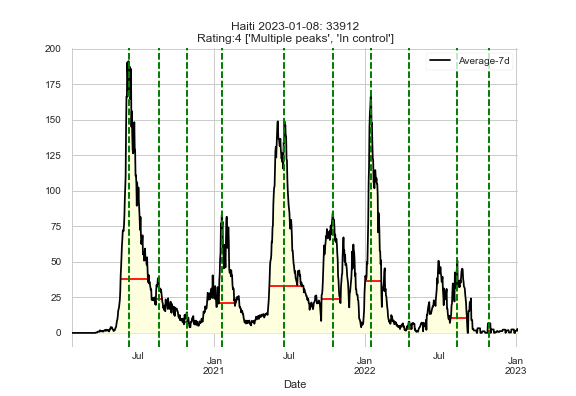 Haiti 2023-01-08: 33912
Rating:4 ['Multiple peaks', 'In control']
Average-7d
200
175
150
125
100
75
50
25
0
Jul
Jan
2021
Jul
Jan
2022
Jul
Jan
2023
Date